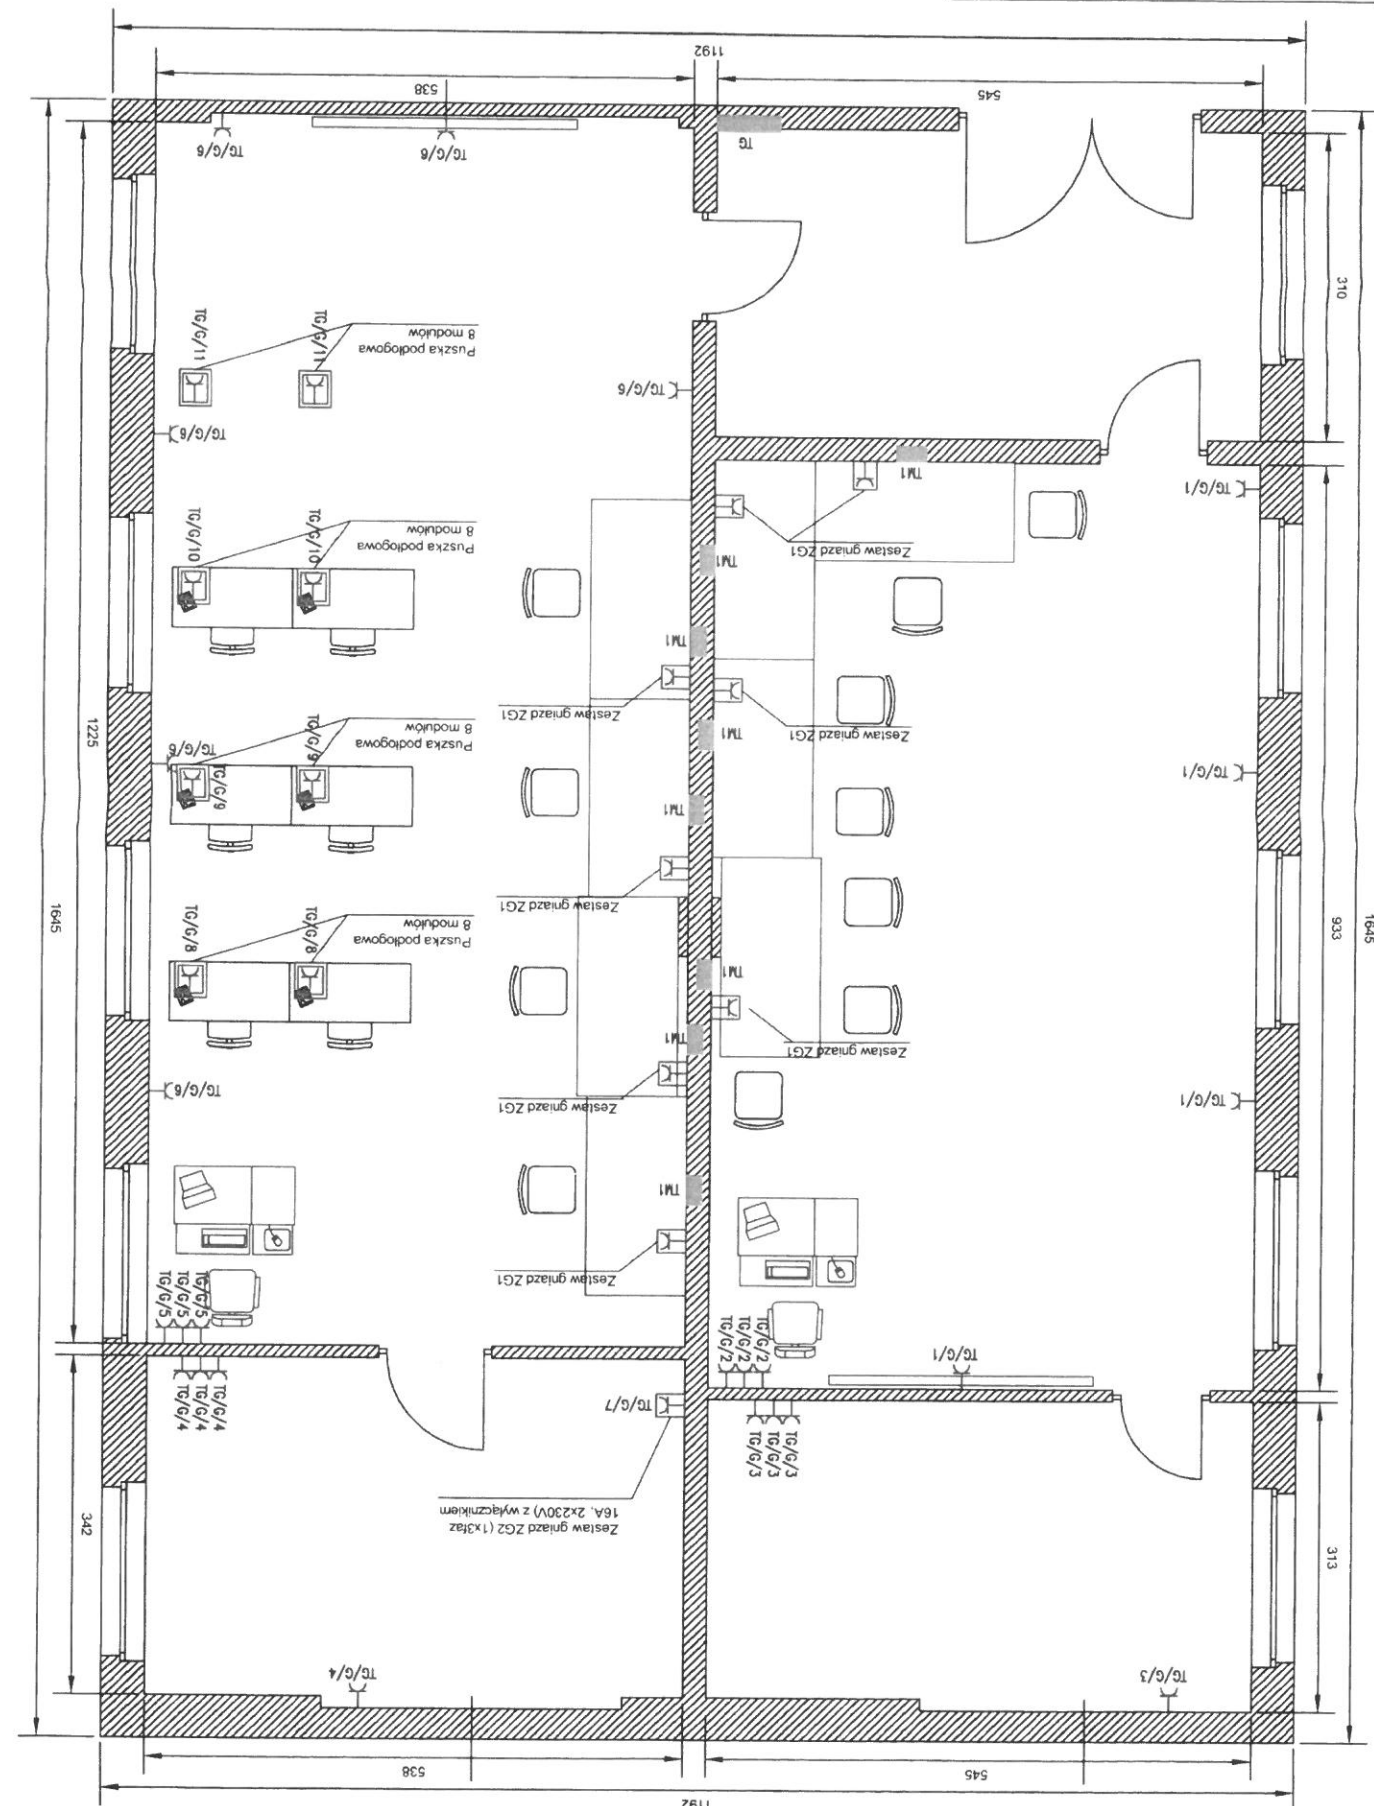 1192
538
545
TG/G/6
TG/G/6
TG
1645
1225
1645
310
TG/G/11
TG/G/11
Puszka podłogowa
8 modułów
TG/G/6
TG/G/6
TM1
TG/G/1
Zestaw gniazd ZG1
TM1
TG/G/10
TG/G/10
Puszka podłogowa
8 modułów
TM1
Zestaw gniazd ZG1
Zestaw gniazd ZG1
TM1
TG/G/6
TG/G/9
TG/G/9
Puszka podłogowa
8 modułów
TG/G/1
TM1
Zestaw gniazd ZG1
933
TG/G/8
TG/G/8
Puszka podłogowa
8 modułów
TM1
TM1
Zestaw gniazd ZG1
Zestaw gniazd ZG1
TG/G/6
TG/G/1
TM1
Zestaw gniazd ZG1
TG/G/5
TG/G/5
TG/G/5
TG/G/2
TG/G/2
TG/G/2
TG/G/1
TG/G/4
TG/G/4
TG/G/4
TG/G/7
TG/G/3
TG/G/3
TG/G/3
Zestaw gniazd ZG2 (1x3faz
16A, 2x230V) z wyłącznikiem
342
313
TG/G/4
TG/G/3
538
545
1192